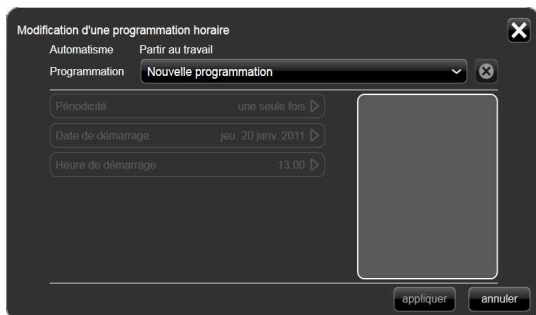 Modification d'une programmation horaire
Automatisme Partir au travail
Programmation Nouvelle programmation
Périodicité une seule fois
Date de démarrage jeu. 20 janv. 2011
Heure de démarrage 13:00
appliquer annuler